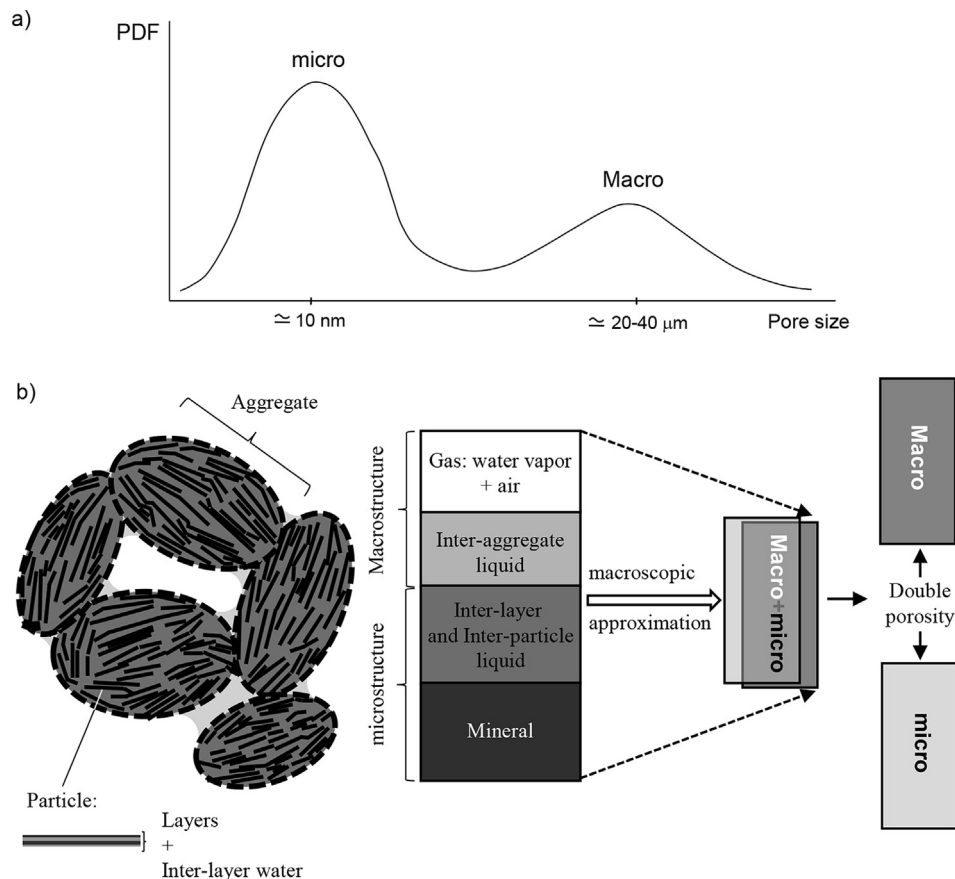 a)
PDF
micro
Macro
≃ 10 nm
≃ 20-40 μm
Pore size
b)
Aggregate
Particle:
Layers
+
Inter-layer water
Macrostructure
microstructure
Gas: water vapor
+ air
Inter-aggregate
liquid
Inter-layer
and Inter-particle
liquid
Mineral
macroscopic
approximation
Macro+micro
Macro
Double
porosity
micro